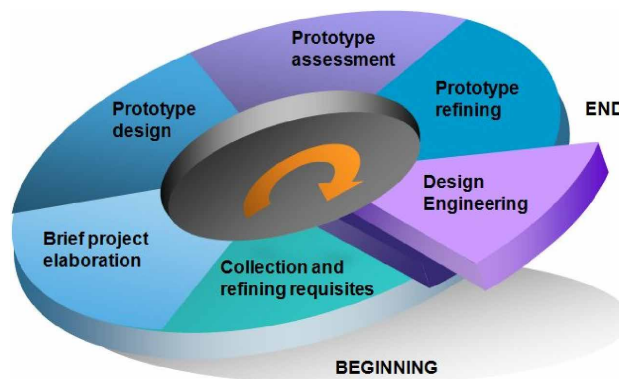 Prototype
assessment
Prototype
refining
Prototype
design
END
Design
Engineering
Brief project
elaboration
Collection and
refining requisites
BEGINNING